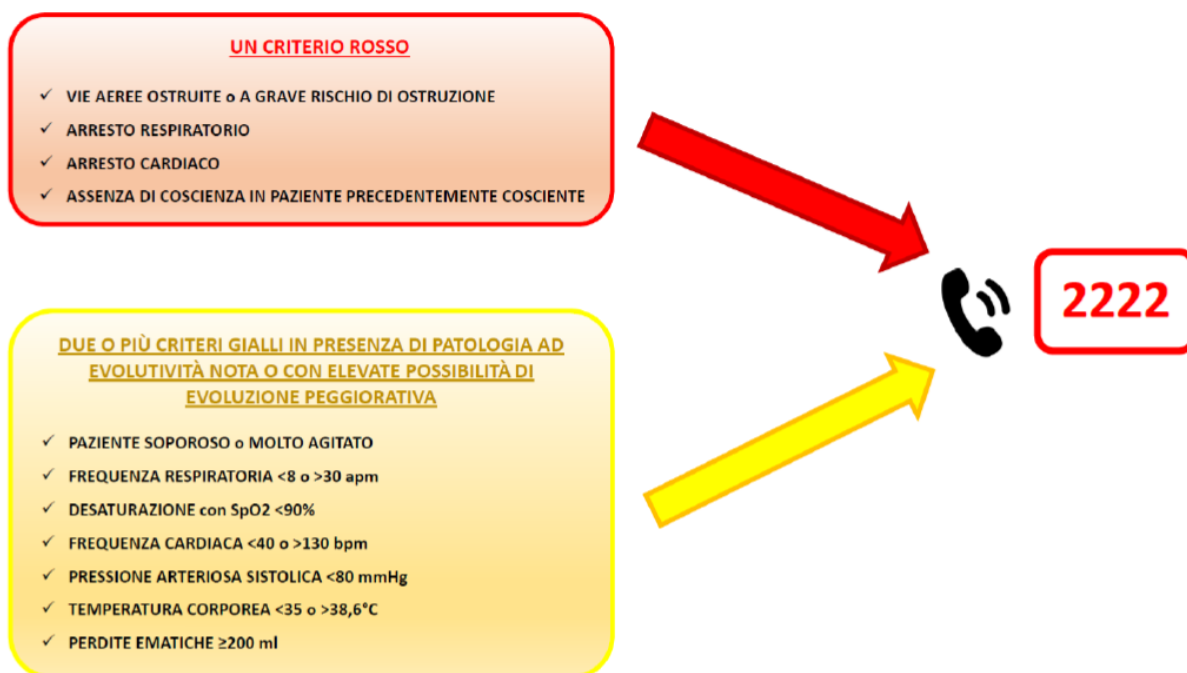 UN CRITERIO ROSSO
✓ VIE AEREE OSTRUITE o A GRAVE RISCHIO DI OSTRUZIONE
✓ ARRESTO RESPIRATORIO
✓ ARRESTO CARDIACO
✓ ASSENZA DI COSCIENZA IN PAZIENTE PRECEDENTEMENTE COSCIENTE
2222
DUE O PIÙ CRITERI GIALLI IN PRESENZA DI PATOLOGIA AD
EVOLUTIVITÀ NOTA O CON ELEVATE POSSIBILITÀ DI
EVOLUZIONE PEGGIORATIVA
✓ PAZIENTE SOPOROSO o MOLTO AGITATO
✓ FREQUENZA RESPIRATORIA <8 o >30 apm
✓ DESATURAZIONE con SpO2 <90%
✓ FREQUENZA CARDIACA <40 o >130 bpm
✓ PRESSIONE ARTERIOSA SISTOLICA <80 mmHg
✓ TEMPERATURA CORPOREA <35 o >38,6°C
✓ PERDITE EMATICHE ≥200 ml